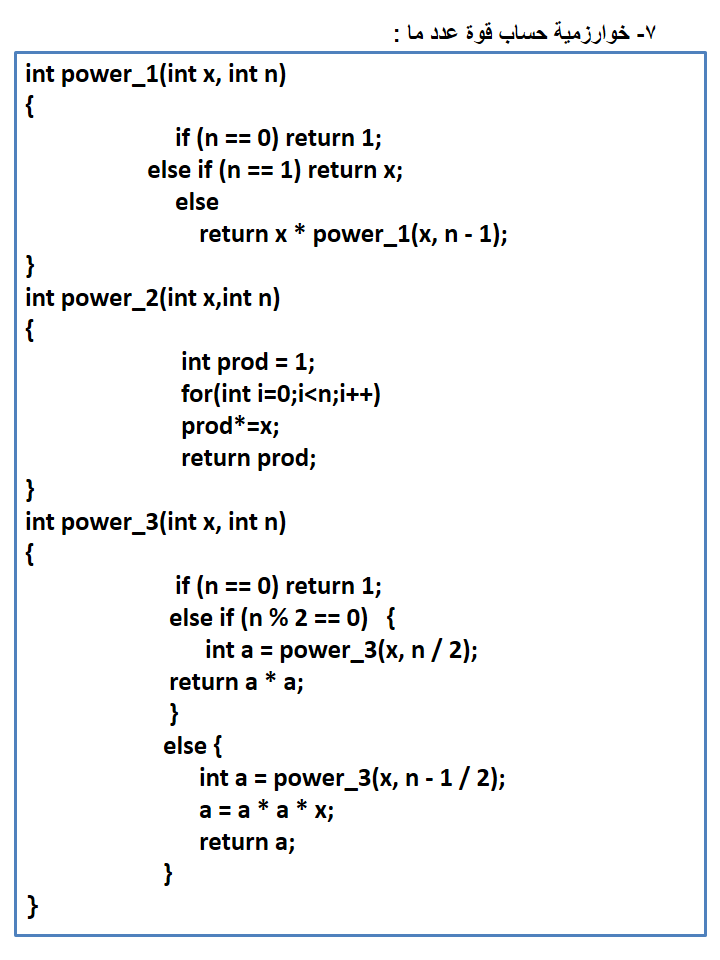 ٧- خوارزمية حساب قوة عدد ما :
int power_1(int x, int n)
{
if (n == 0) return 1;
else if (n == 1) return x;
else
return x * power_1(x, n - 1);
}
int power_2(int x,int n)
{
int prod = 1;
for(int i=0;i<n;i++)
prod*=x;
return prod;
}
int power_3(int x, int n)
{
if (n == 0) return 1;
else if (n % 2 == 0) {
int a = power_3(x, n / 2);
return a * a;
}
else {
int a = power_3(x, n - 1 / 2);
a = a * a * x;
return a;
}
}